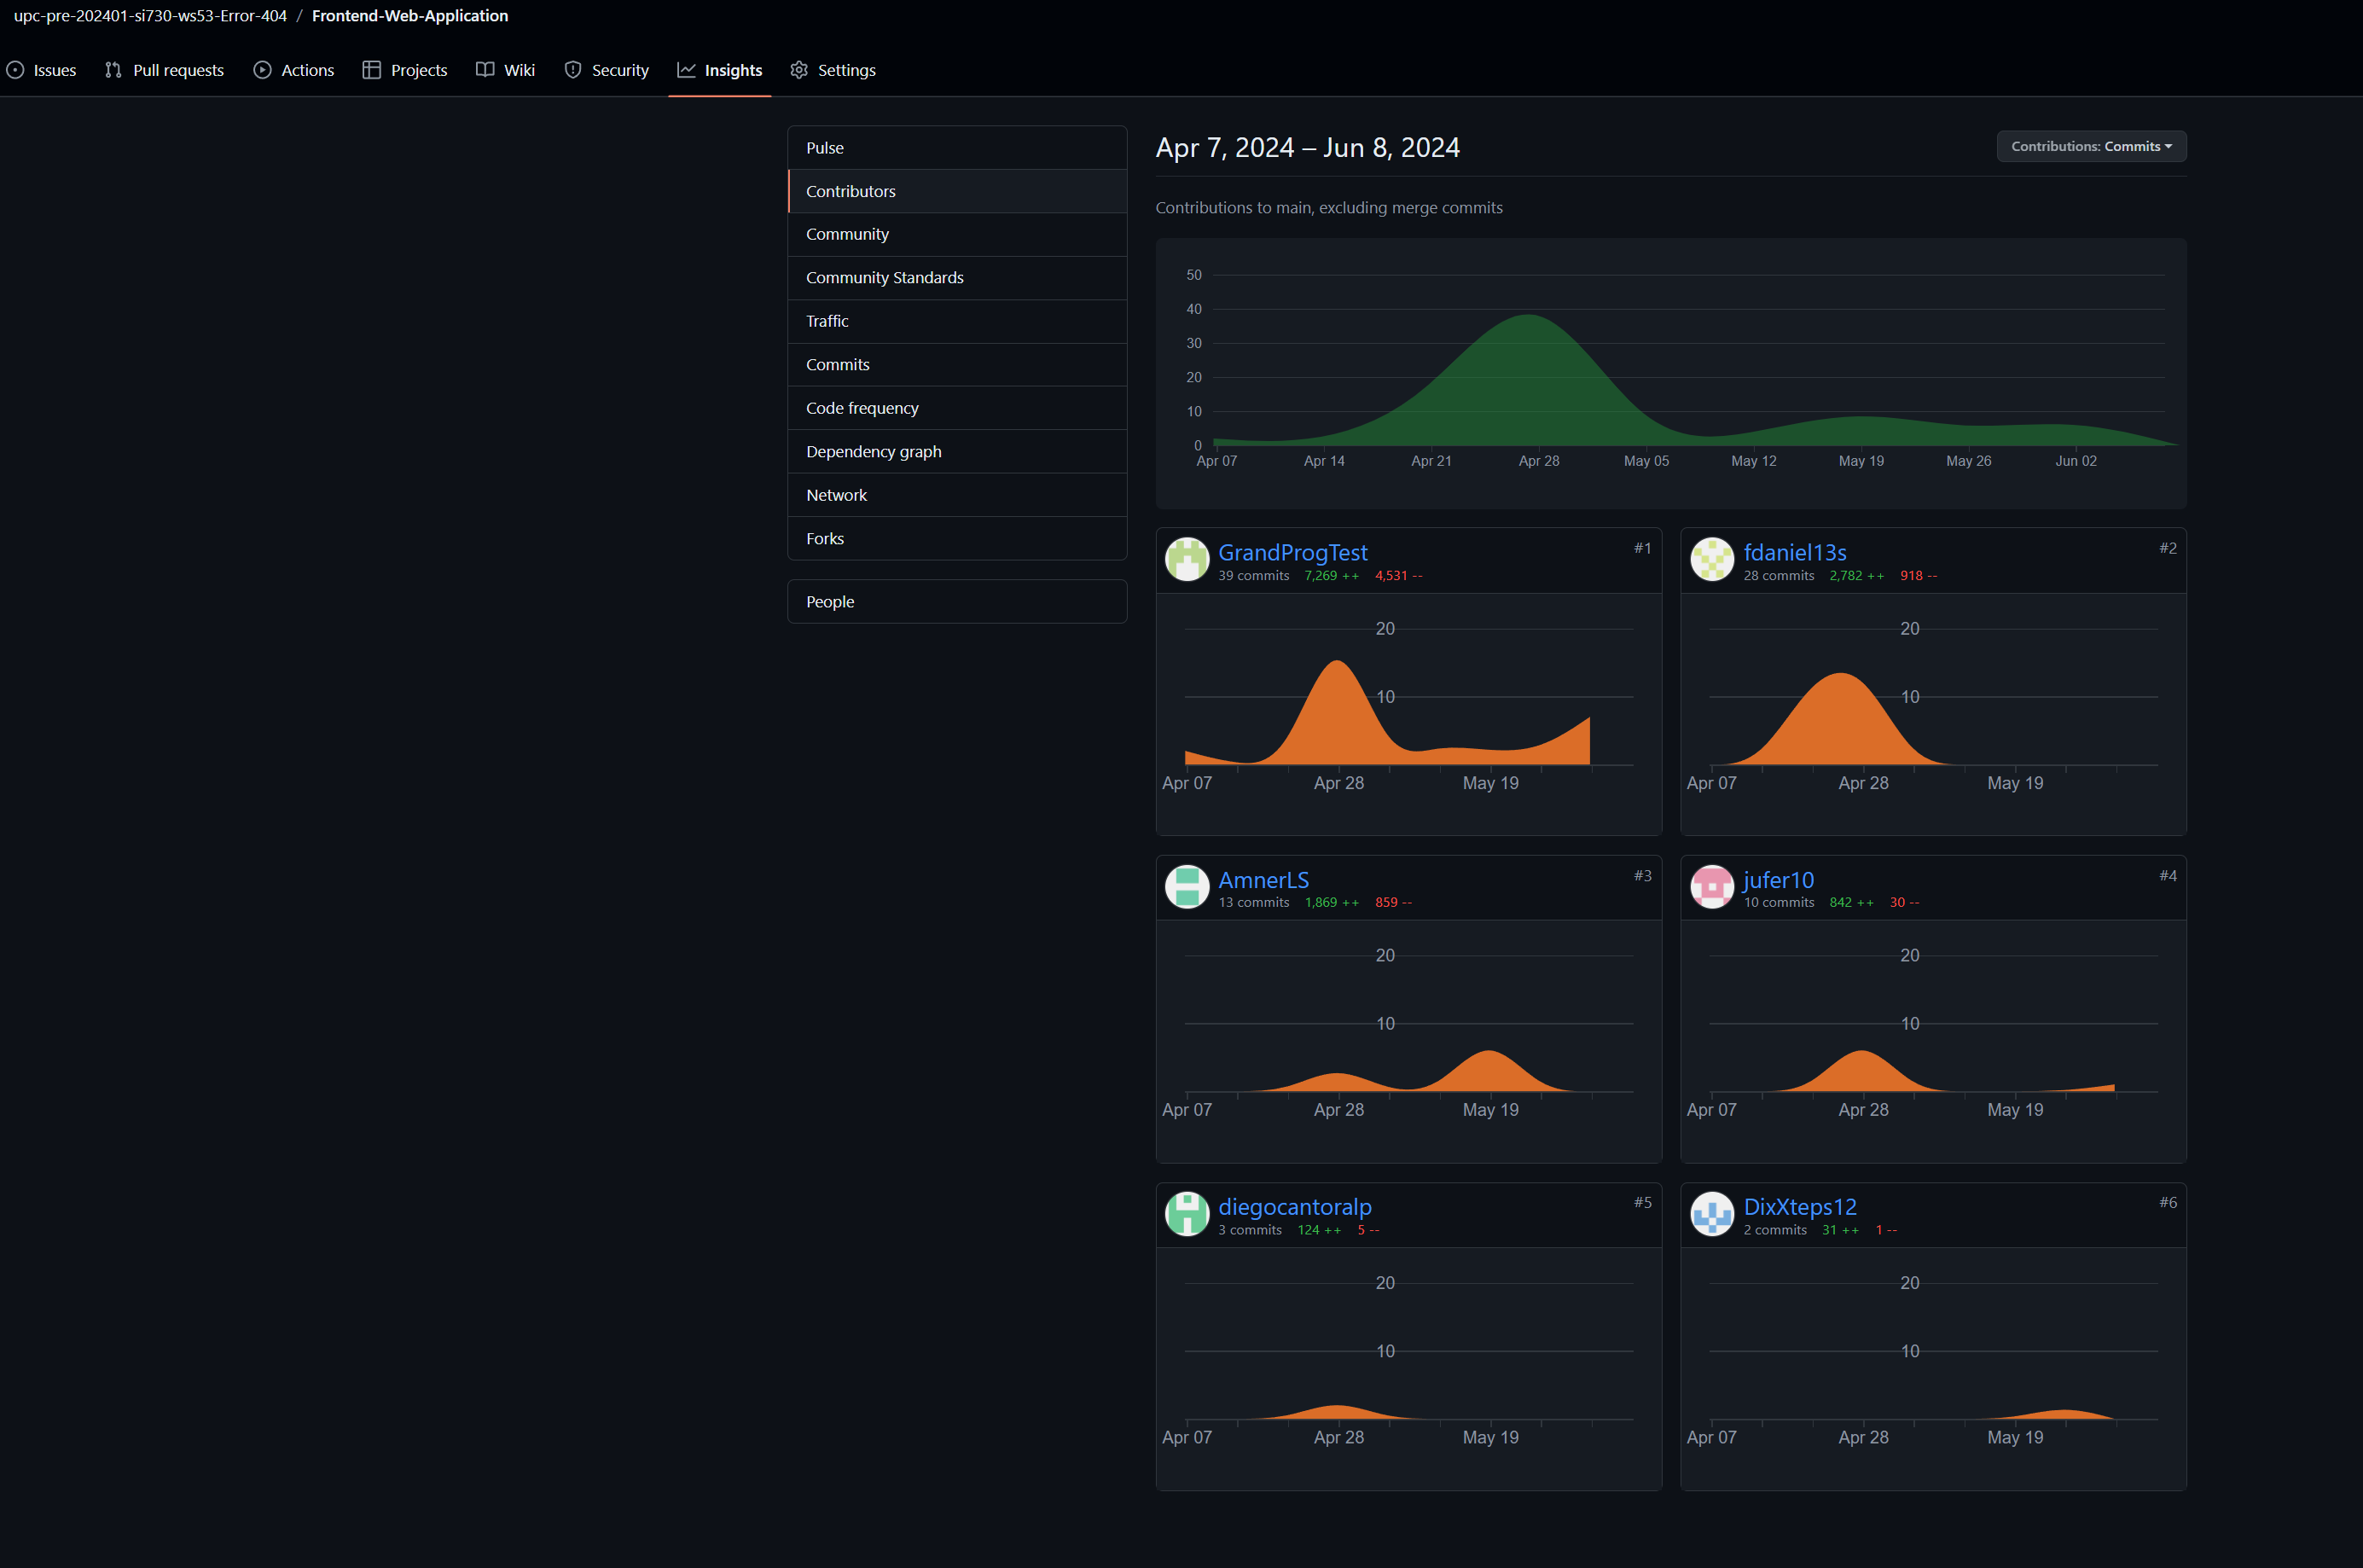 upc-pre-202401-si730-ws53-Error-404 / Frontend-Web-Application
Issues Pull requests Actions Projects Wiki Security Insights Settings
Pulse
Contributors
Community
Community Standards
Traffic
Commits
Code frequency
Dependency graph
Network
Forks
People
Apr 7, 2024 – Jun 8, 2024
Contributions: Commits
Contributions to main, excluding merge commits
50
40
30
20
10
0
Apr 07 Apr 14 Apr 21 Apr 28 May 05 May 12 May 19 May 26 Jun 02
GrandProgTest #1
39 commits 7,269 ++ 4,531 --
20
10
Apr 07 Apr 28 May 19
fdaniel13s #2
28 commits 2,782 ++ 918 --
20
10
Apr 07 Apr 28 May 19
AmnerLS #3
13 commits 1,869 ++ 859 --
20
10
Apr 07 Apr 28 May 19
jufer10 #4
10 commits 842 ++ 30 --
20
10
Apr 07 Apr 28 May 19
diegocantoralp #5
3 commits 124 ++ 5 --
20
10
Apr 07 Apr 28 May 19
DixXteps12 #6
2 commits 31 ++ 1 --
20
10
Apr 07 Apr 28 May 19